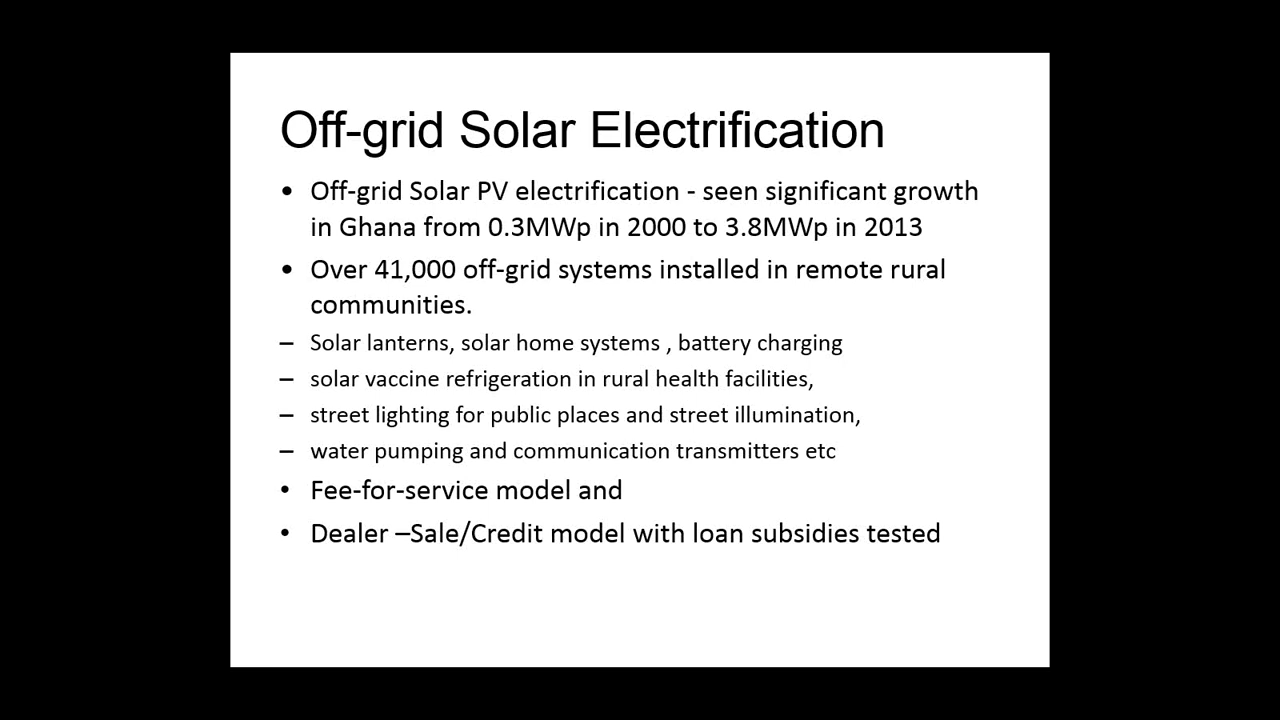 Off-grid Solar Electrification
• Off-grid Solar PV electrification - seen significant growth
in Ghana from 0.3MWp in 2000 to 3.8MWp in 2013
• Over 41,000 off-grid systems installed in remote rural
communities.
– Solar lanterns, solar home systems , battery charging
– solar vaccine refrigeration in rural health facilities,
– street lighting for public places and street illumination,
– water pumping and communication transmitters etc
• Fee-for-service model and
• Dealer –Sale/Credit model with loan subsidies tested